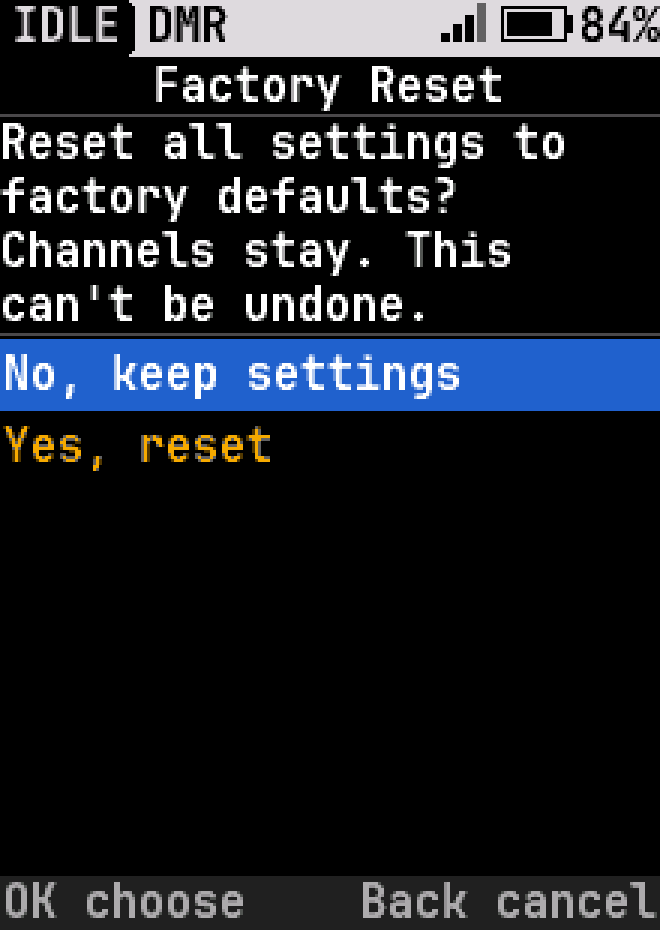 IDLE DMR 84%
Factory Reset
Reset all settings to
factory defaults?
Channels stay. This
can't be undone.
No, keep settings
Yes, reset
OK choose Back cancel